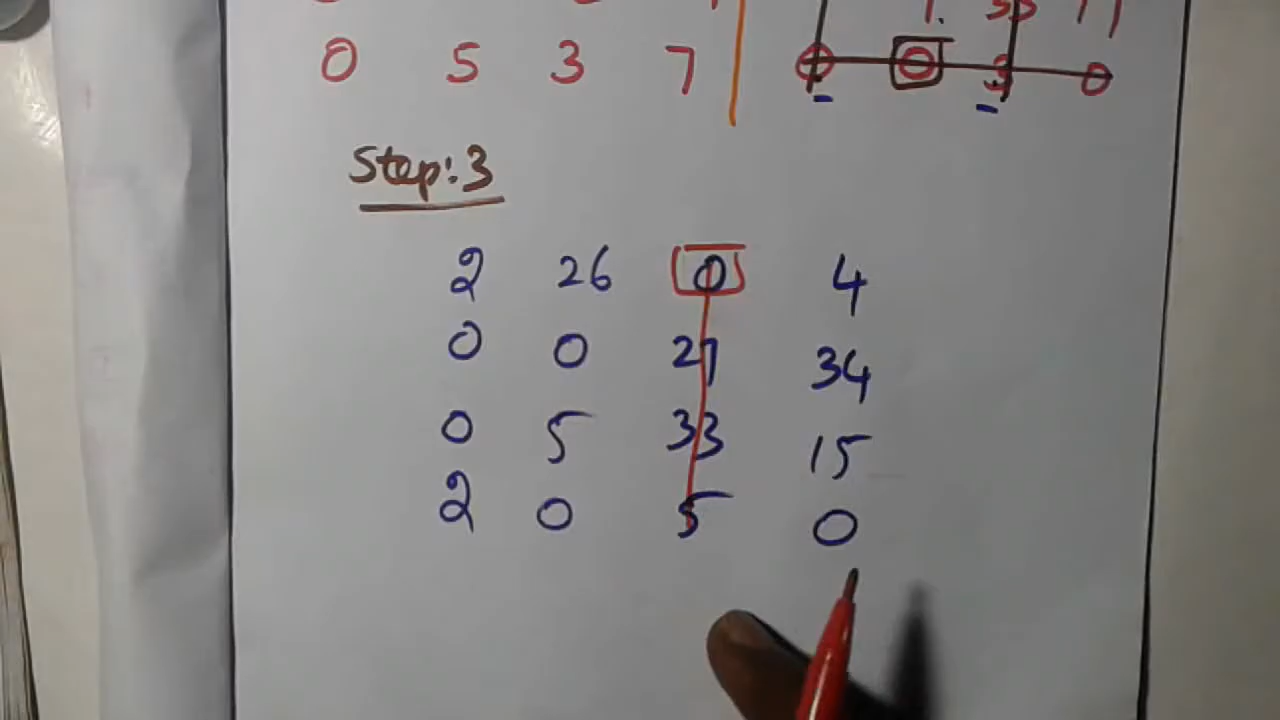 0 5 3 7
Step:3
2 26 0 4
0 0 27 34
0 5 33 15
2 0 5 0